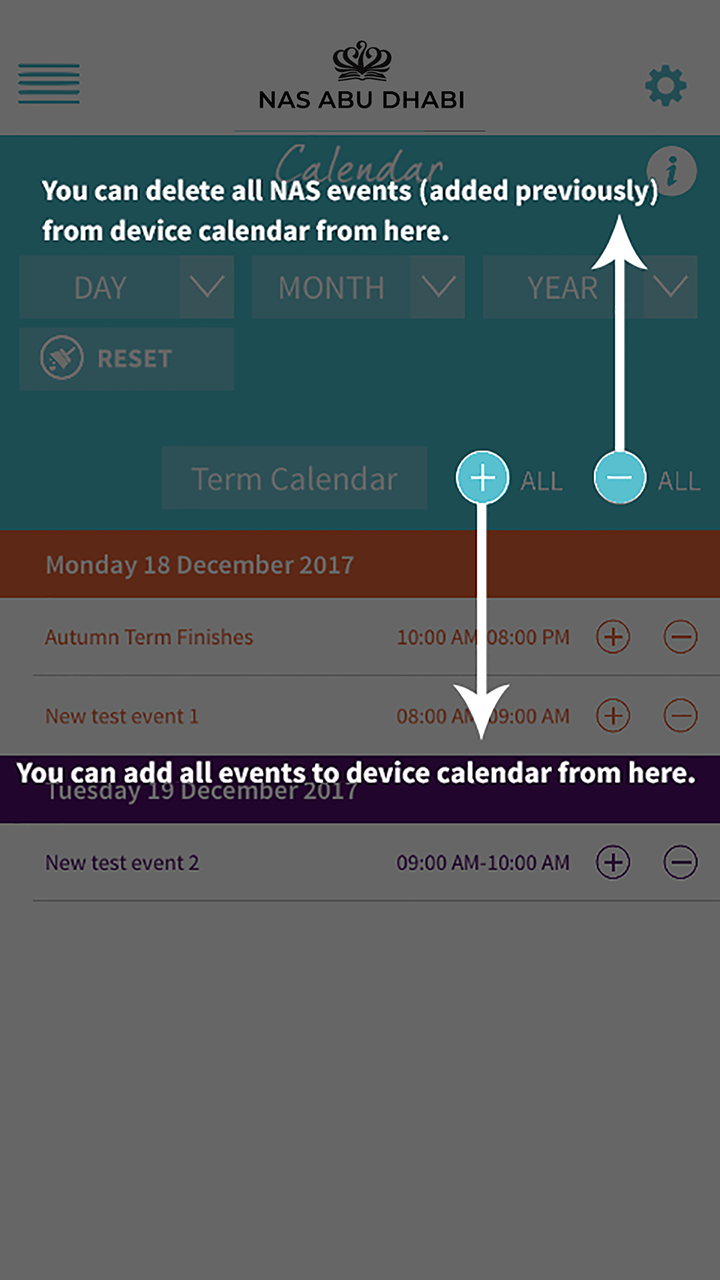 NAS ABU DHABI
Calendar
You can delete all NAS events (added previously)
from device calendar from here.
DAY
MONTH
YEAR
RESET
Term Calendar
ALL
ALL
Monday 18 December 2017
Autumn Term Finishes 10:00 AM-08:00 PM
New test event 1 08:00 AM-09:00 AM
You can add all events to device calendar from here.
Tuesday 19 December 2017
New test event 2 09:00 AM-10:00 AM